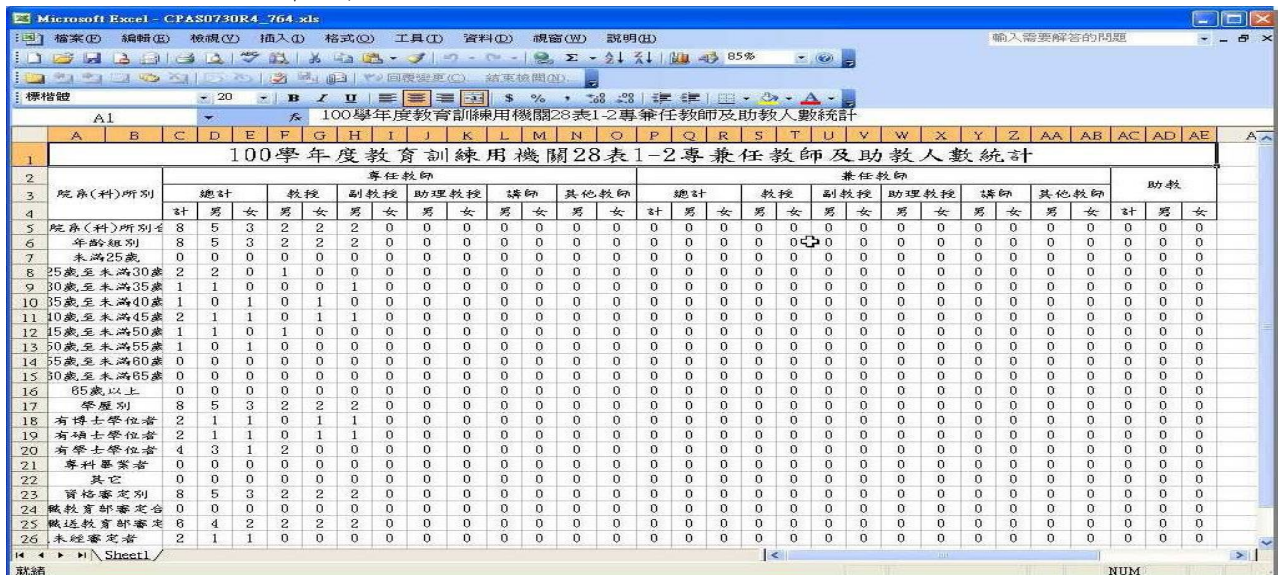 Microsoft Excel - CPAS0730R4_764.xls
檔案(F) 編輯(E) 檢視(V) 插入(I) 格式(O) 工具(T) 資料(D) 視窗(W) 說明(H) 輸入需要解答的問題
85%
回覆變更(C)... 結束檢閱(N)...
標楷體 20 B I U $ %
A1 fx 100學年度教育訓練用機關28表1-2專兼任教師及助教人數統計
A B C D E F G H I J K L M N O P Q R S T U V W X Y Z AA AB AC AD AE
1 100學年度教育訓練用機關28表1-2專兼任教師及助教人數統計
2 專任教師 兼任教師
3 院系(科)所別 總計 教授 副教授 助理教授 講師 其他教師 總計 教授 副教授 助理教授 講師 其他教師 助教
4 計 男 女 男 女 男 女 男 女 男 女 男 女 計 男 女 男 女 男 女 男 女 男 女 男 女 計 男 女
5 院系(科)所別 8 5 3 2 2 2 0 0 0 0 0 0 0 0 0 0 0 0 0 0 0 0 0 0 0 0 0 0 0
6 年齡組別 8 5 3 2 2 2 0 0 0 0 0 0 0 0 0 0 0 0 0 0 0 0 0 0 0 0 0 0 0
7 未滿25歲 0 0 0 0 0 0 0 0 0 0 0 0 0 0 0 0 0 0 0 0 0 0 0 0 0 0 0 0 0
8 25歲至未滿30歲 2 2 0 1 0 0 0 0 0 0 0 0 0 0 0 0 0 0 0 0 0 0 0 0 0 0 0 0 0
9 30歲至未滿35歲 1 1 0 0 0 1 0 0 0 0 0 0 0 0 0 0 0 0 0 0 0 0 0 0 0 0 0 0 0
10 35歲至未滿40歲 1 0 1 0 1 0 0 0 0 0 0 0 0 0 0 0 0 0 0 0 0 0 0 0 0 0 0 0 0
11 40歲至未滿45歲 2 1 1 0 1 1 0 0 0 0 0 0 0 0 0 0 0 0 0 0 0 0 0 0 0 0 0 0 0
12 45歲至未滿50歲 1 1 0 1 0 0 0 0 0 0 0 0 0 0 0 0 0 0 0 0 0 0 0 0 0 0 0 0 0
13 50歲至未滿55歲 1 0 1 0 0 0 0 0 0 0 0 0 0 0 0 0 0 0 0 0 0 0 0 0 0 0 0 0 0
14 55歲至未滿60歲 0 0 0 0 0 0 0 0 0 0 0 0 0 0 0 0 0 0 0 0 0 0 0 0 0 0 0 0 0
15 60歲至未滿65歲 0 0 0 0 0 0 0 0 0 0 0 0 0 0 0 0 0 0 0 0 0 0 0 0 0 0 0 0 0
16 65歲以上 0 0 0 0 0 0 0 0 0 0 0 0 0 0 0 0 0 0 0 0 0 0 0 0 0 0 0 0 0
17 學歷別 8 5 3 2 2 2 0 0 0 0 0 0 0 0 0 0 0 0 0 0 0 0 0 0 0 0 0 0 0
18 有博士學位者 2 1 1 0 1 1 0 0 0 0 0 0 0 0 0 0 0 0 0 0 0 0 0 0 0 0 0 0 0
19 有碩士學位者 2 1 1 0 1 1 0 0 0 0 0 0 0 0 0 0 0 0 0 0 0 0 0 0 0 0 0 0 0
20 有學士學位者 4 3 1 2 0 0 0 0 0 0 0 0 0 0 0 0 0 0 0 0 0 0 0 0 0 0 0 0 0
21 專科畢業者 0 0 0 0 0 0 0 0 0 0 0 0 0 0 0 0 0 0 0 0 0 0 0 0 0 0 0 0 0
22 其它 0 0 0 0 0 0 0 0 0 0 0 0 0 0 0 0 0 0 0 0 0 0 0 0 0 0 0 0 0
23 資格審定別 8 5 3 2 2 2 0 0 0 0 0 0 0 0 0 0 0 0 0 0 0 0 0 0 0 0 0 0 0
24 職教育部審定合 0 0 0 0 0 0 0 0 0 0 0 0 0 0 0 0 0 0 0 0 0 0 0 0 0 0 0 0 0
25 職送教育部審定 6 4 2 2 2 2 0 0 0 0 0 0 0 0 0 0 0 0 0 0 0 0 0 0 0 0 0 0 0
26 未經審定者 2 1 1 0 0 0 0 0 0 0 0 0 0 0 0 0 0 0 0 0 0 0 0 0 0 0 0 0 0
Sheet1
就緒 NUM